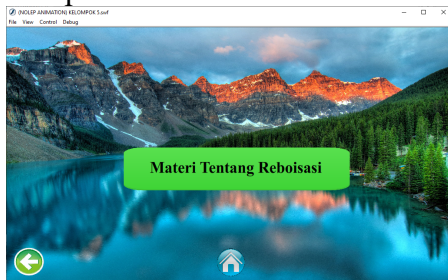 (NOLEP ANIMATION) KELOMPOK 5.swf
File View Control Debug
Materi Tentang Reboisasi